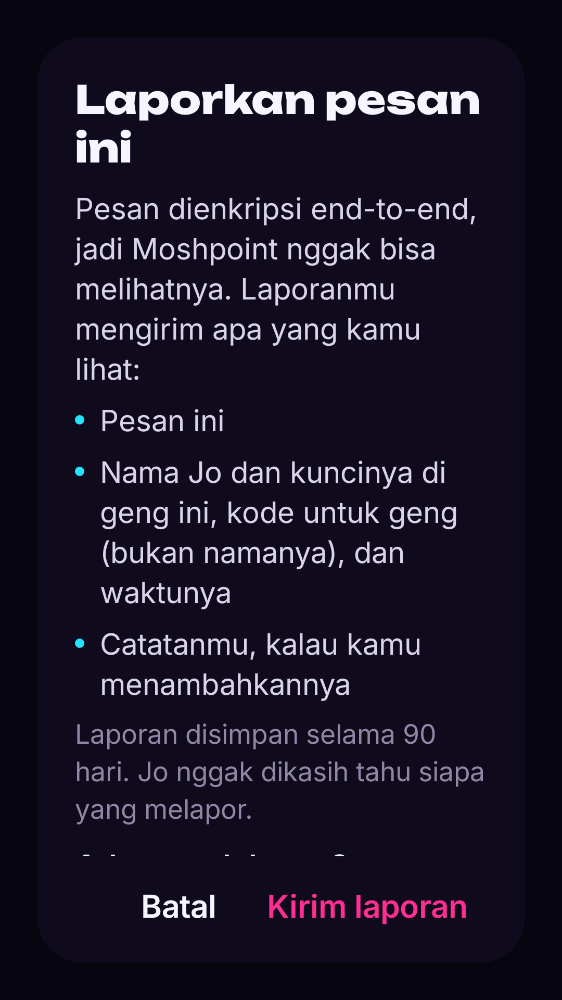 Laporkan pesan
ini
Pesan dienkripsi end-to-end,
jadi Moshpoint nggak bisa
melihatnya. Laporanmu
mengirim apa yang kamu
lihat:
• Pesan ini
• Nama Jo dan kuncinya di
geng ini, kode untuk geng
(bukan namanya), dan
waktunya
• Catatanmu, kalau kamu
menambahkannya
Laporan disimpan selama 90
hari. Jo nggak dikasih tahu siapa
yang melapor.
Batal
Kirim laporan